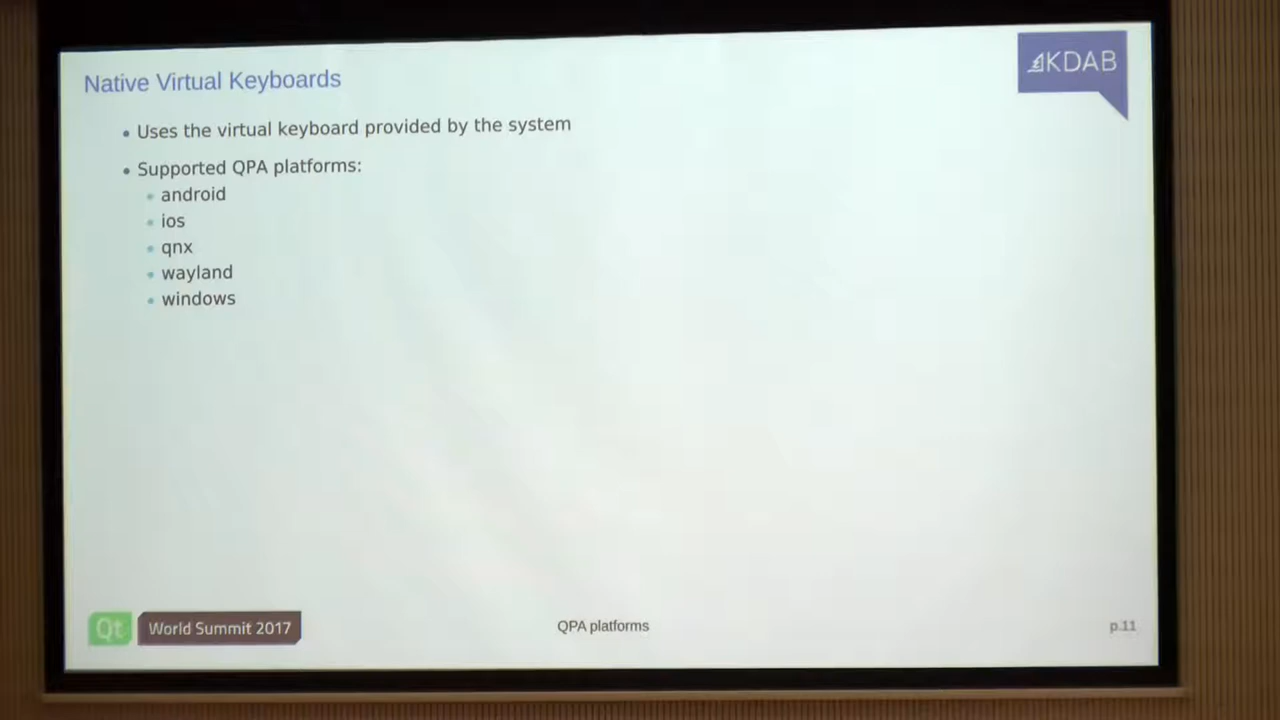 Native Virtual Keyboards
KDAB
Uses the virtual keyboard provided by the system
Supported QPA platforms:
android
ios
qnx
wayland
windows
Qt World Summit 2017
QPA platforms
p.11